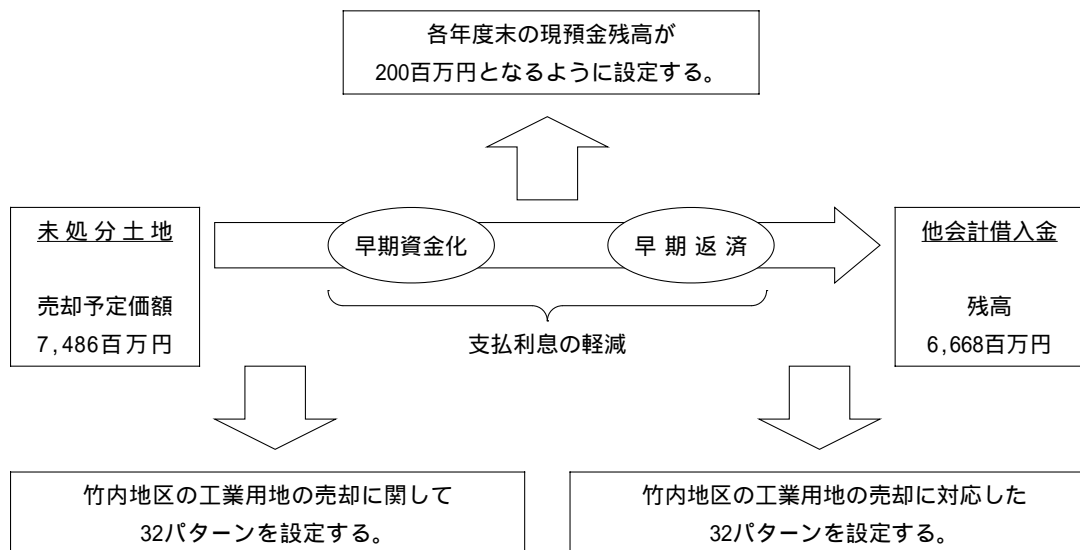 各年度末の現預金残高が
200百万円となるように設定する。
未処分土地
売却予定価額
7,486百万円
早期資金化
早期返済
支払利息の軽減
他会計借入金
残高
6,668百万円
竹内地区の工業用地の売却に関して
32パターンを設定する。
竹内地区の工業用地の売却に対応した
32パターンを設定する。